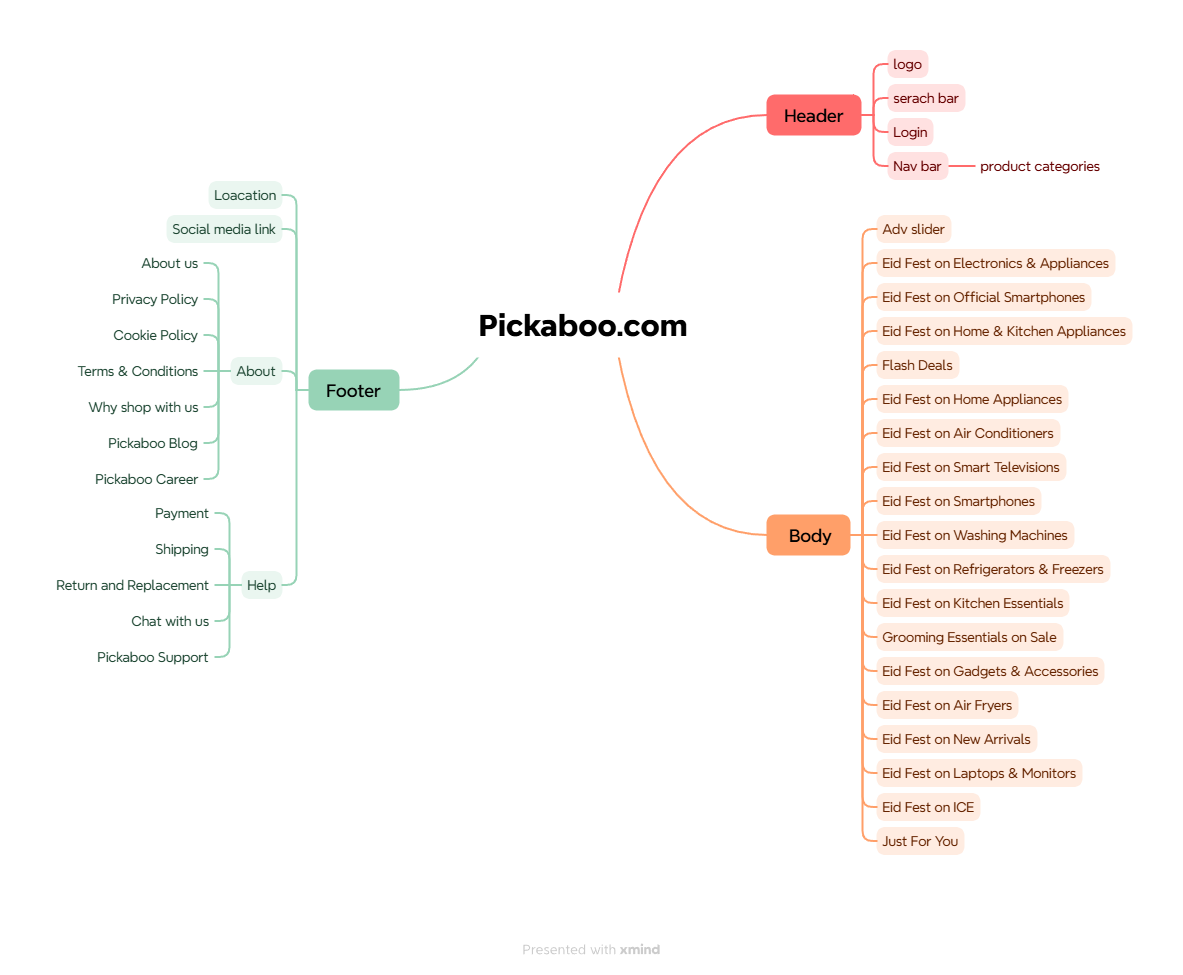 Pickaboo.com
Header
logo
serach bar
Login
Nav bar
product categories
Body
Adv slider
Eid Fest on Electronics & Appliances
Eid Fest on Official Smartphones
Eid Fest on Home & Kitchen Appliances
Flash Deals
Eid Fest on Home Appliances
Eid Fest on Air Conditioners
Eid Fest on Smart Televisions
Eid Fest on Smartphones
Eid Fest on Washing Machines
Eid Fest on Refrigerators & Freezers
Eid Fest on Kitchen Essentials
Grooming Essentials on Sale
Eid Fest on Gadgets & Accessories
Eid Fest on Air Fryers
Eid Fest on New Arrivals
Eid Fest on Laptops & Monitors
Eid Fest on ICE
Just For You
Footer
Loacation
Social media link
About
About us
Privacy Policy
Cookie Policy
Terms & Conditions
Why shop with us
Pickaboo Blog
Pickaboo Career
Help
Payment
Shipping
Return and Replacement
Chat with us
Pickaboo Support
Presented with xmind